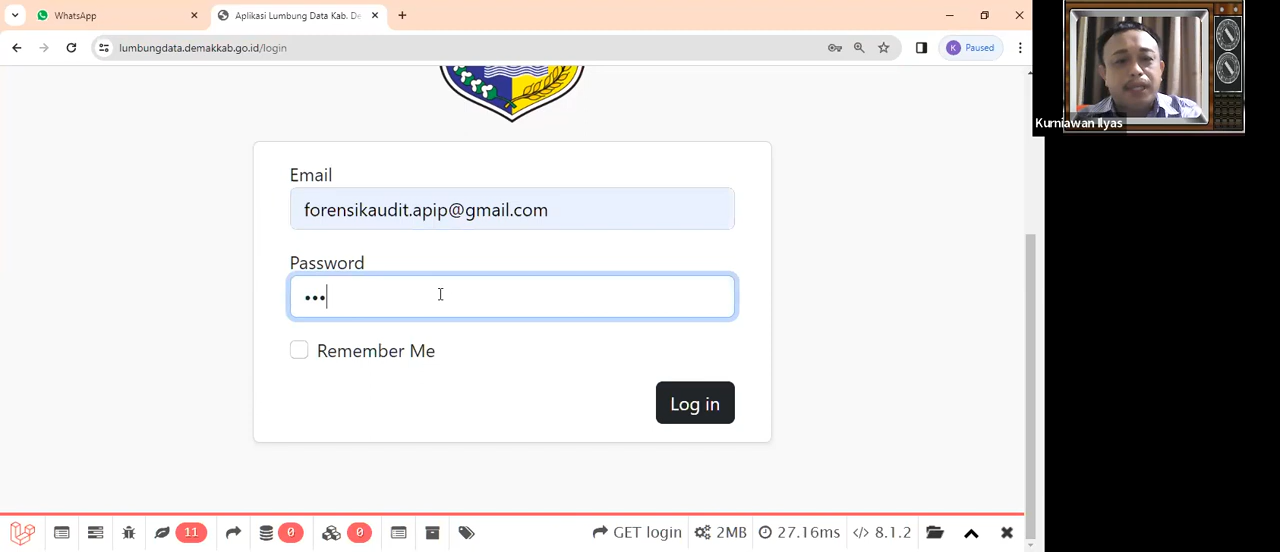 WhatsApp
Aplikasi Lumbung Data Kab. De
lumbungdata.demakkab.go.id/login
K Paused
Kurniawan Ilyas
Email
forensikaudit.apip@gmail.com
Password
•••
Remember Me
Log in
11
0
0
GET login
2MB
27.16ms
</> 8.1.2